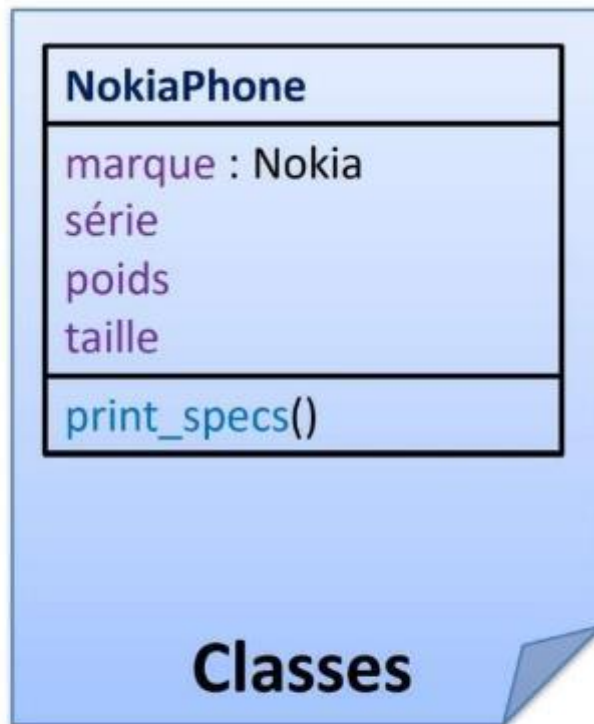 NokiaPhone
marque : Nokia
série
poids
taille
print_specs()
Classes